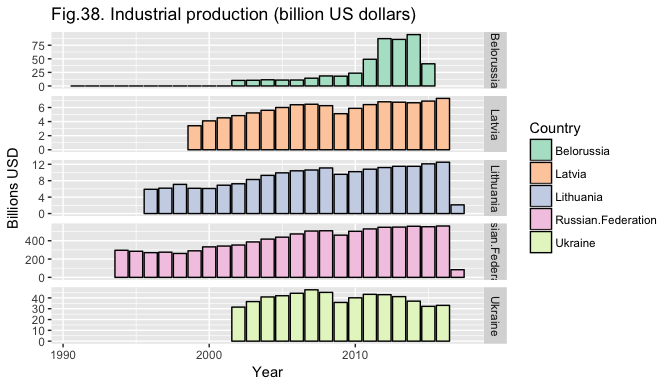 Fig.38. Industrial production (billion US dollars)
Billions USD
75
50
25
0
Belorussia
6
4
2
0
Latvia
12
8
4
0
Lithuania
400
200
0
sian.Federa
40
30
20
10
0
Ukraine
1990
2000
2010
Year
Country
Belorussia
Latvia
Lithuania
Russian.Federation
Ukraine